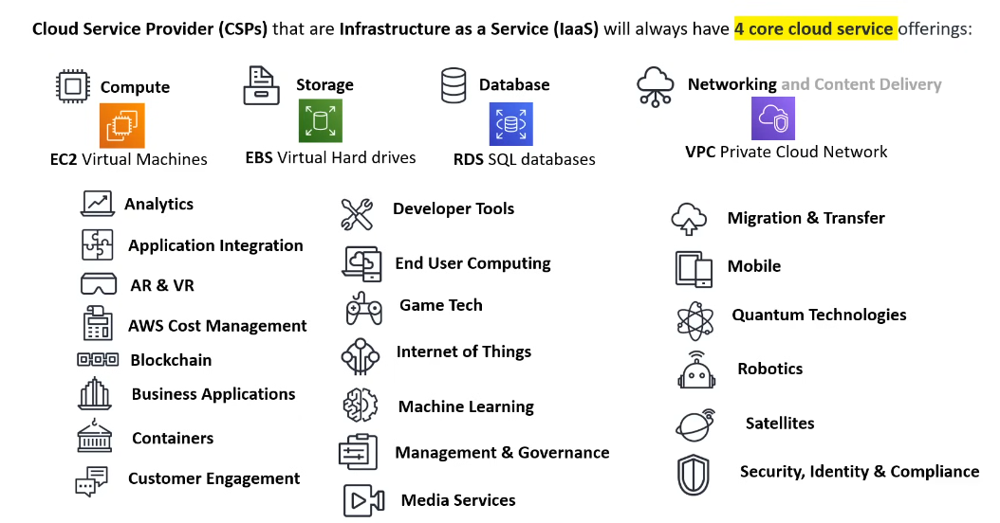 Cloud Service Provider (CSPs) that are Infrastructure as a Service (IaaS) will always have 4 core cloud service offerings:
Compute
EC2 Virtual Machines
Storage
EBS Virtual Hard drives
Database
RDS SQL databases
Networking and Content Delivery
VPC Private Cloud Network
Analytics
Application Integration
AR & VR
AWS Cost Management
Blockchain
Business Applications
Containers
Customer Engagement
Developer Tools
End User Computing
Game Tech
Internet of Things
Machine Learning
Management & Governance
Media Services
Migration & Transfer
Mobile
Quantum Technologies
Robotics
Satellites
Security, Identity & Compliance